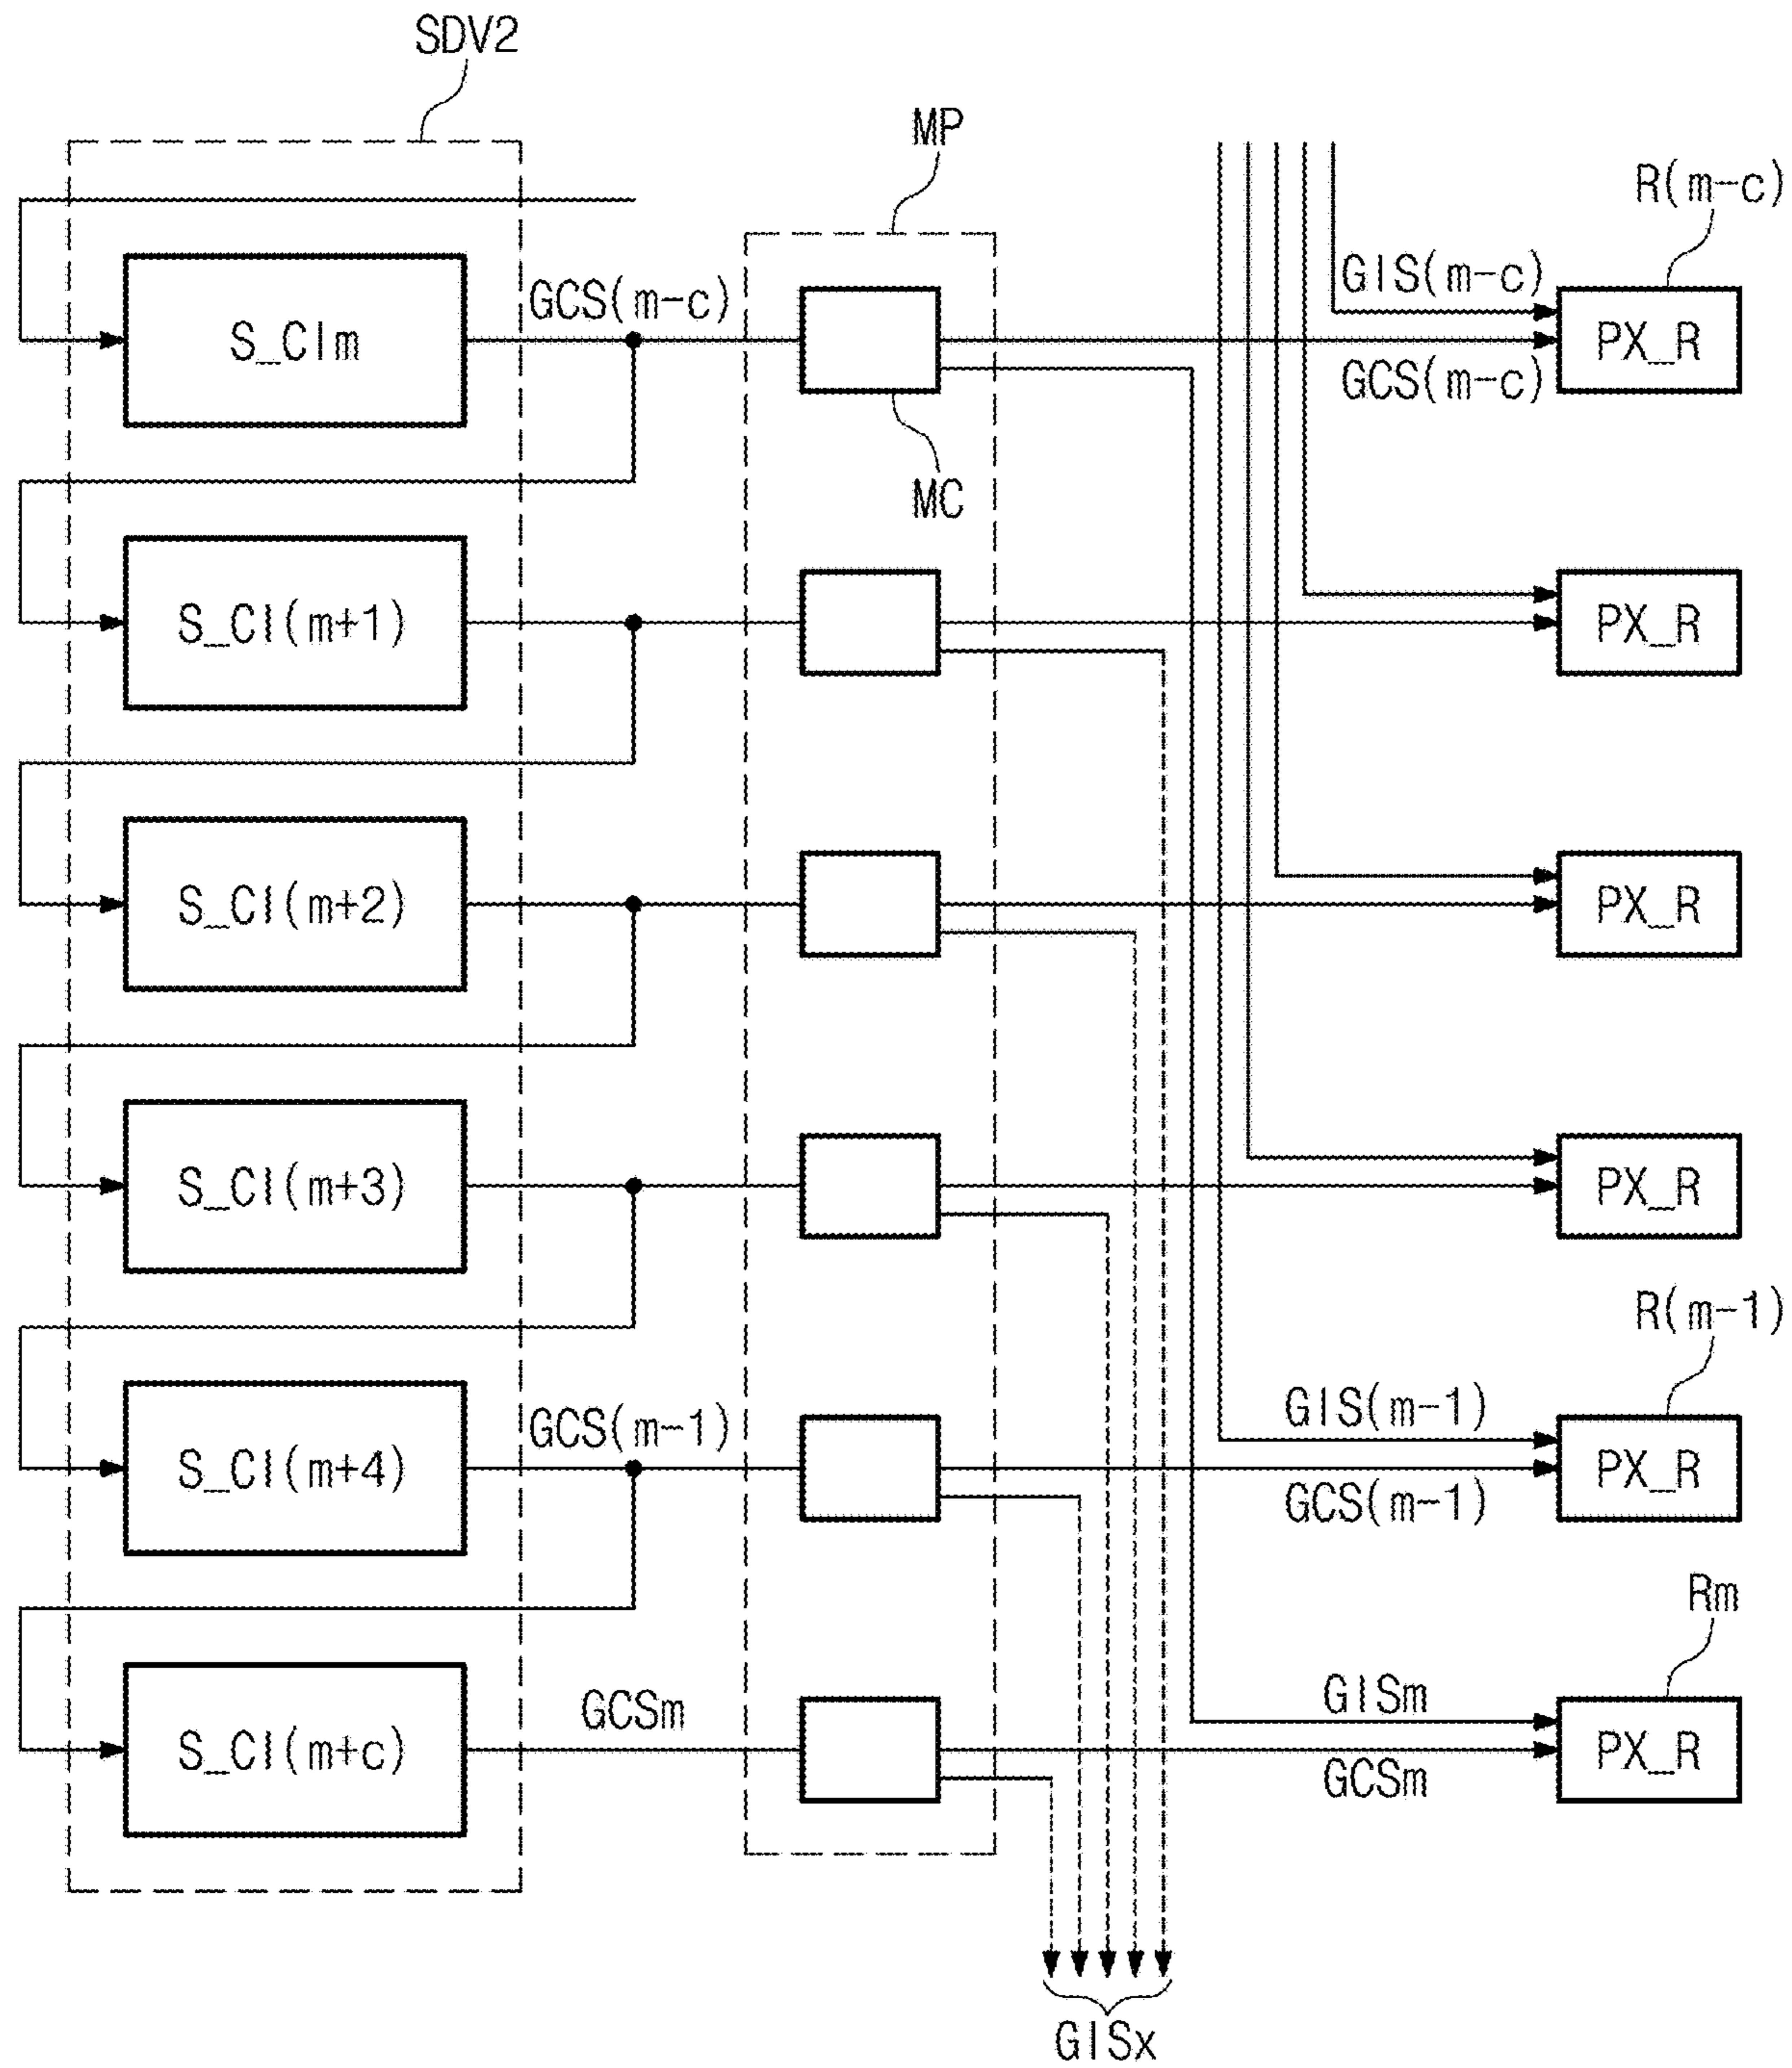 SDV2
MP
R(m-c)
GIS(m-c)
GCS(m-c)
S_CIm
PX_R
GCS(m-c)
MC
S_CI(m+1)
PX_R
S_CI(m+2)
PX_R
S_CI(m+3)
PX_R
R(m-1)
GIS(m-1)
GCS(m-1)
S_CI(m+4)
PX_R
GCS(m-1)
Rm
GISm
GCSm
S_CI(m+c)
PX_R
GCSm
GISx